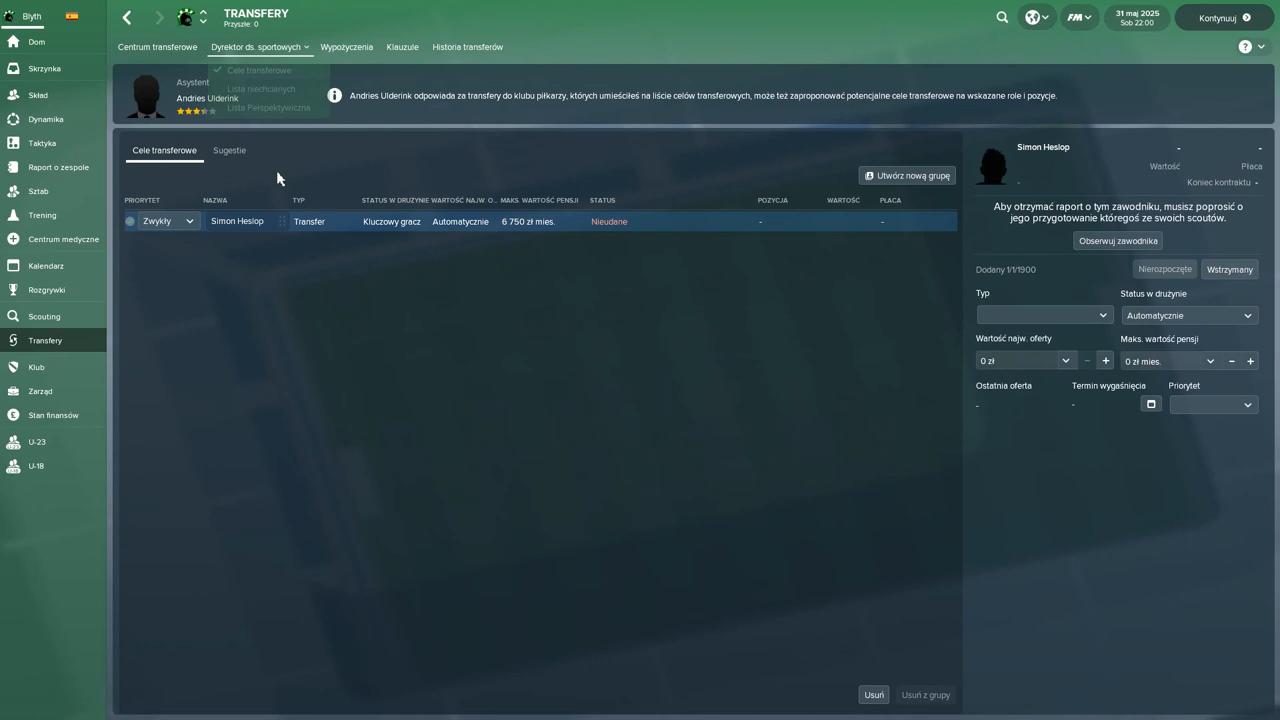 Blyth
TRANSFERY
Przyszłe: 0
31 maj 2025
Sob 22:00
FM
Kontynuuj
Dom
Skrzynka
Skład
Dynamika
Taktyka
Raport o zespole
Sztab
Trening
Centrum medyczne
Kalendarz
Rozgrywki
Scouting
Transfery
Klub
Zarząd
Stan finansów
U-23
U-18
Centrum transferowe
Dyrektor ds. sportowych
Wypożyczenia
Klauzule
Historia transferów
?
Cele transferowe
Lista niechcianych
Lista Perspektywiczna
Asystent
Andries Ulderink
Andries Ulderink odpowiada za transfery do klubu piłkarzy, których umieściłeś na liście celów transferowych, może też zaproponować potencjalne cele transferowe na wskazane role i pozycje.
Cele transferowe
Sugestie
Utwórz nową grupę
PRIORYTET NAZWA TYP STATUS W DRUŻYNIE WARTOŚĆ NAJW. O... MAKS. WARTOŚĆ PENSJI STATUS POZYCJA WARTOŚĆ PŁACA
Zwykły Simon Heslop Transfer Kluczowy gracz Automatycznie 6 750 zł mies. Nieudane - -
Usuń
Usuń z grupy
Simon Heslop - -
Wartość Płaca
- Koniec kontraktu -
Aby otrzymać raport o tym zawodniku, musisz poprosić o
jego przygotowanie któregoś ze swoich scoutów.
Obserwuj zawodnika
Dodany 1/1/1900
Nierozpoczęte
Wstrzymany
Typ
Status w drużynie
Automatycznie
Wartość najw. oferty
Maks. wartość pensji
0 zł
0 zł mies.
Ostatnia oferta
Termin wygaśnięcia
Priorytet
- -